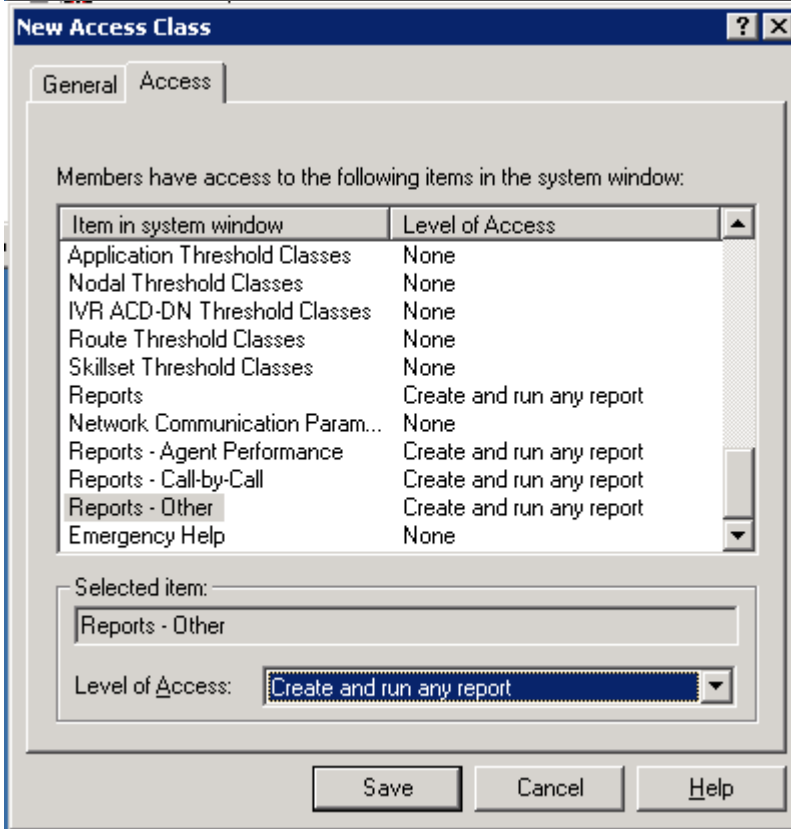 New Access Class
General Access
Members have access to the following items in the system window:
Item in system window Level of Access
Application Threshold Classes None
Nodal Threshold Classes None
IVR ACD-DN Threshold Classes None
Route Threshold Classes None
Skillset Threshold Classes None
Reports Create and run any report
Network Communication Param... None
Reports - Agent Performance Create and run any report
Reports - Call-by-Call Create and run any report
Reports - Other Create and run any report
Emergency Help None
Selected item:
Reports - Other
Level of Access: Create and run any report
Save Cancel Help